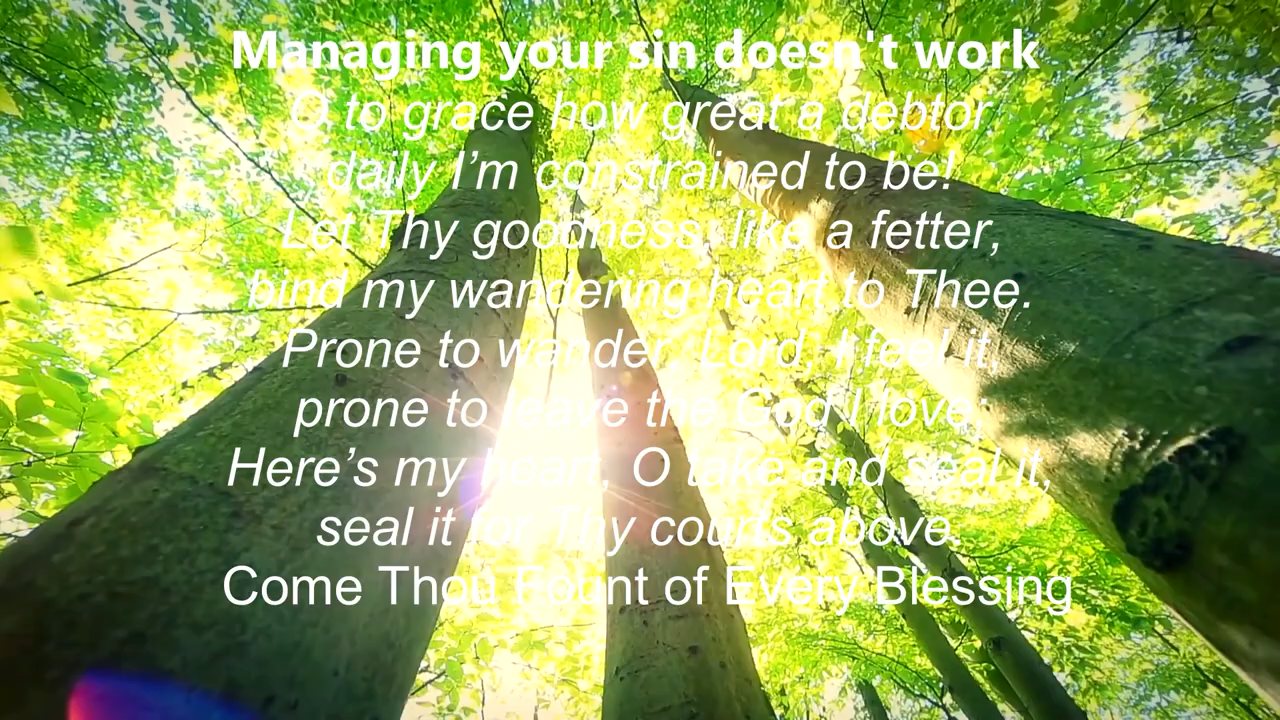 Managing your sin doesn't work
O to grace how great a debtor
daily I’m constrained to be!
Let Thy goodness, like a fetter,
bind my wandering heart to Thee.
Prone to wander, Lord, I feel it,
prone to leave the God I love;
Here’s my heart, O take and seal it,
seal it for Thy courts above.
Come Thou Fount of Every Blessing